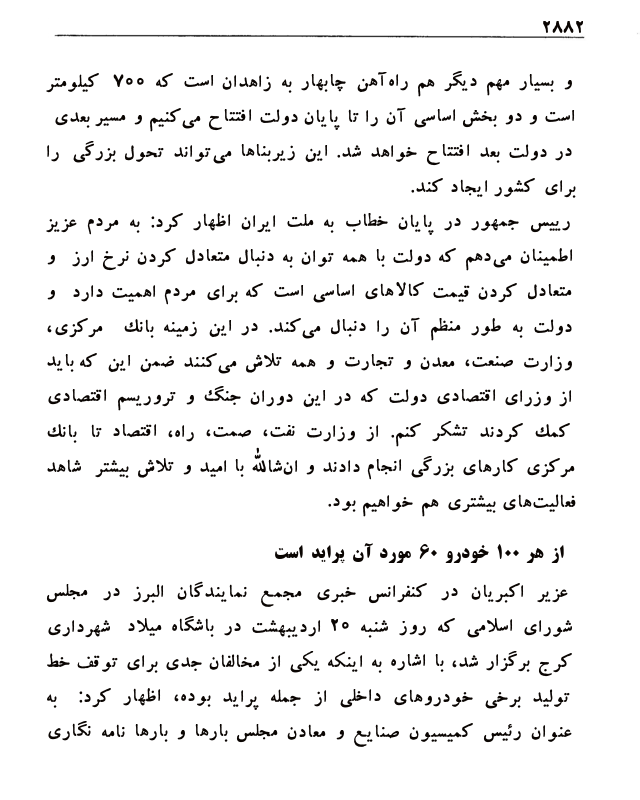 ۲۸۸۲
و بسیار مهم دیگر هم راه‌آهن چابهار به زاهدان است که ۷۰۰ کیلومتر
است و دو بخش اساسی آن را تا پایان دولت افتتاح می‌کنیم و مسیر بعدی
در دولت بعد افتتاح خواهد شد. این زیربناها می‌تواند تحول بزرگی را
برای کشور ایجاد کند.
رییس جمهور در پایان خطاب به ملت ایران اظهار کرد: به مردم عزیز
اطمینان می‌دهم که دولت با همه توان به دنبال متعادل کردن نرخ ارز و
متعادل کردن قیمت کالاهای اساسی است که برای مردم اهمیت دارد و
دولت به طور منظم آن را دنبال می‌کند. در این زمینه بانك مرکزی،
وزارت صنعت، معدن و تجارت و همه تلاش می‌کنند ضمن این که باید
از وزرای اقتصادی دولت که در این دوران جنگ و تروریسم اقتصادی
کمك کردند تشکر کنم. از وزارت نفت، صمت، راه، اقتصاد تا بانك
مرکزی کارهای بزرگی انجام دادند و ان‌شالله با امید و تلاش بیشتر شاهد
فعالیت‌های بیشتری هم خواهیم بود.
از هر ۱۰۰ خودرو ۶۰ مورد آن پراید است
عزیر اکبریان در کنفرانس خبری مجمع نمایندگان البرز در مجلس
شورای اسلامی که روز شنبه ۲۵ اردیبهشت در باشگاه میلاد شهرداری
کرج برگزار شد، با اشاره به اینکه یکی از مخالفان جدی برای توقف خط
تولید برخی خودروهای داخلی از جمله پراید بوده، اظهار کرد: به
عنوان رئیس کمیسیون صنایع و معادن مجلس بارها و بارها نامه نگاری